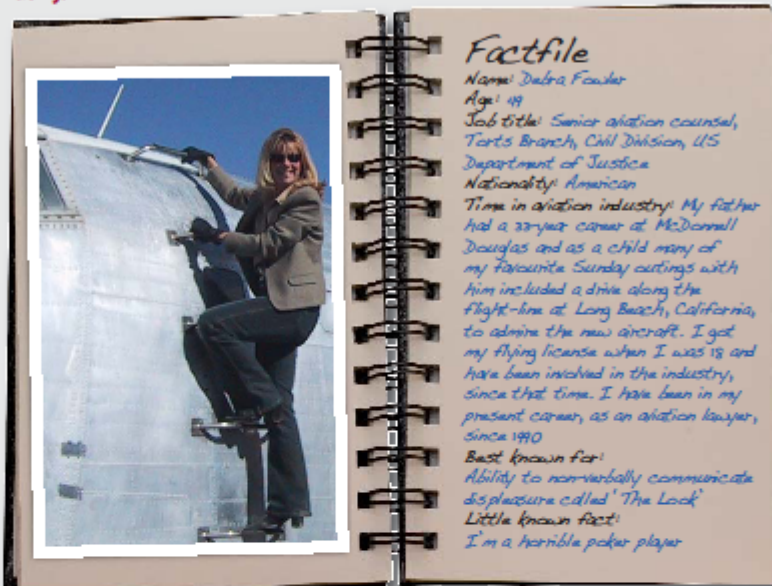 Factfile
Name: Debra Fowler
Age: 49
Job title: Senior aviation counsel,
Torts Branch, Civil Division, US
Department of Justice
Nationality: American
Time in aviation industry: My father
had a 33-year career at McDonnell
Douglas and as a child many of
my favourite Sunday outings with
him included a drive along the
flight-line at Long Beach, California,
to admire the new aircraft. I got
my flying license when I was 18 and
have been involved in the industry,
since that time. I have been in my
present career, as an aviation lawyer,
since 1990
Best known for:
Ability to non-verbally communicate
displeasure called 'The Look'
Little known fact:
I'm a horrible poker player